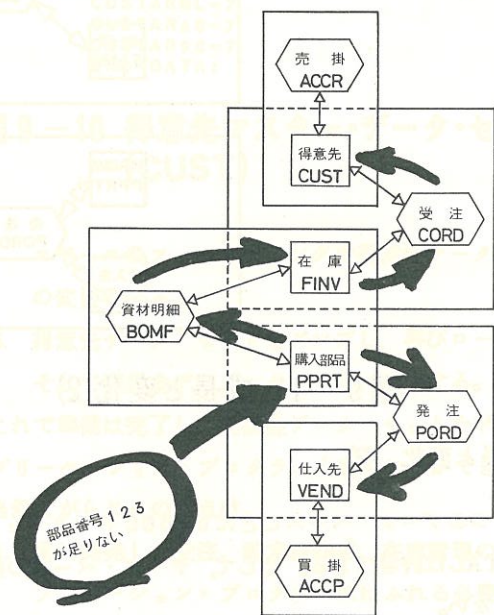 売 掛
ACCR
得意先
CUST
受 注
CORD
在 庫
FINV
資材明細
BOMF
購入部品
PPRT
発 注
PORD
仕入先
VEND
買 掛
ACCP
部品番号123
が足りない